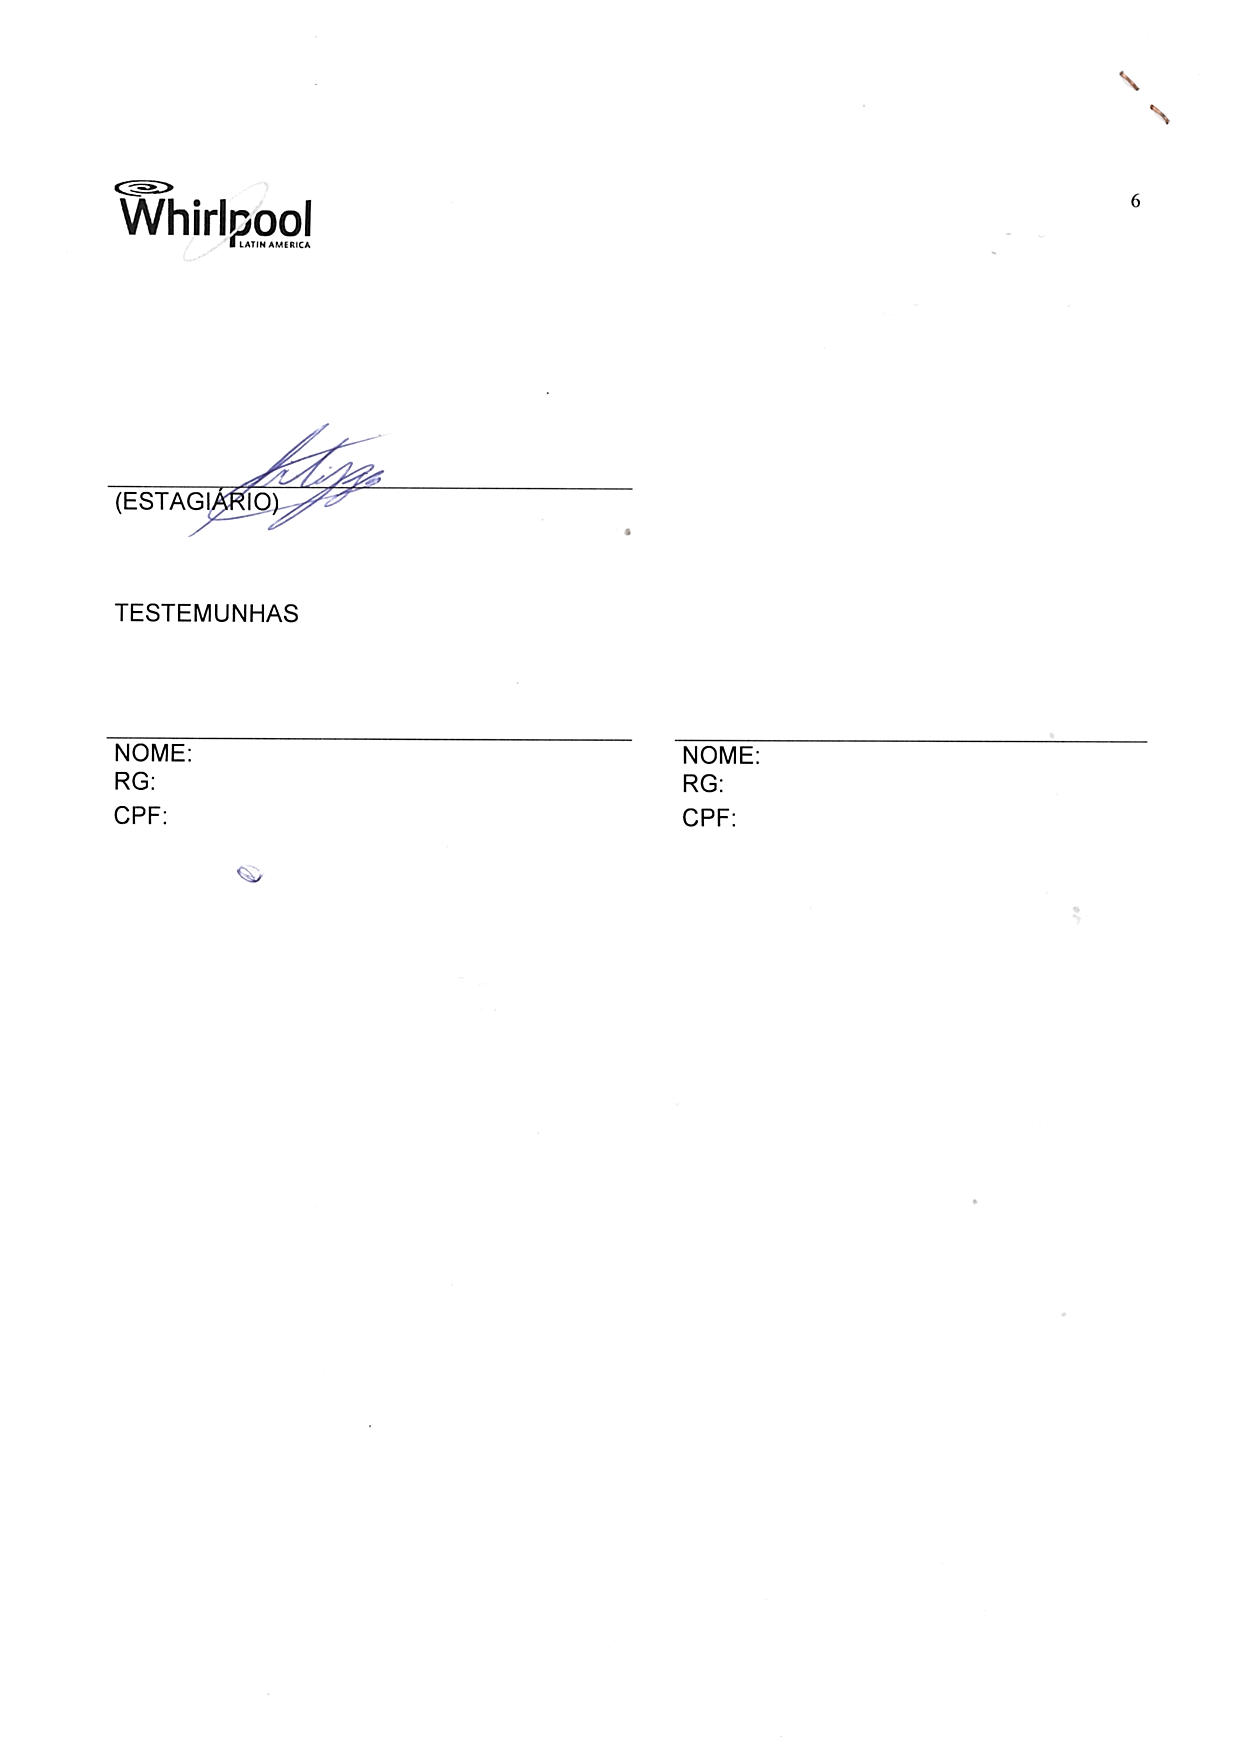 Whirlpool
LATIN AMERICA
6
(ESTAGIÁRIO)
TESTEMUNHAS
NOME:
RG:
CPF:
NOME:
RG:
CPF: